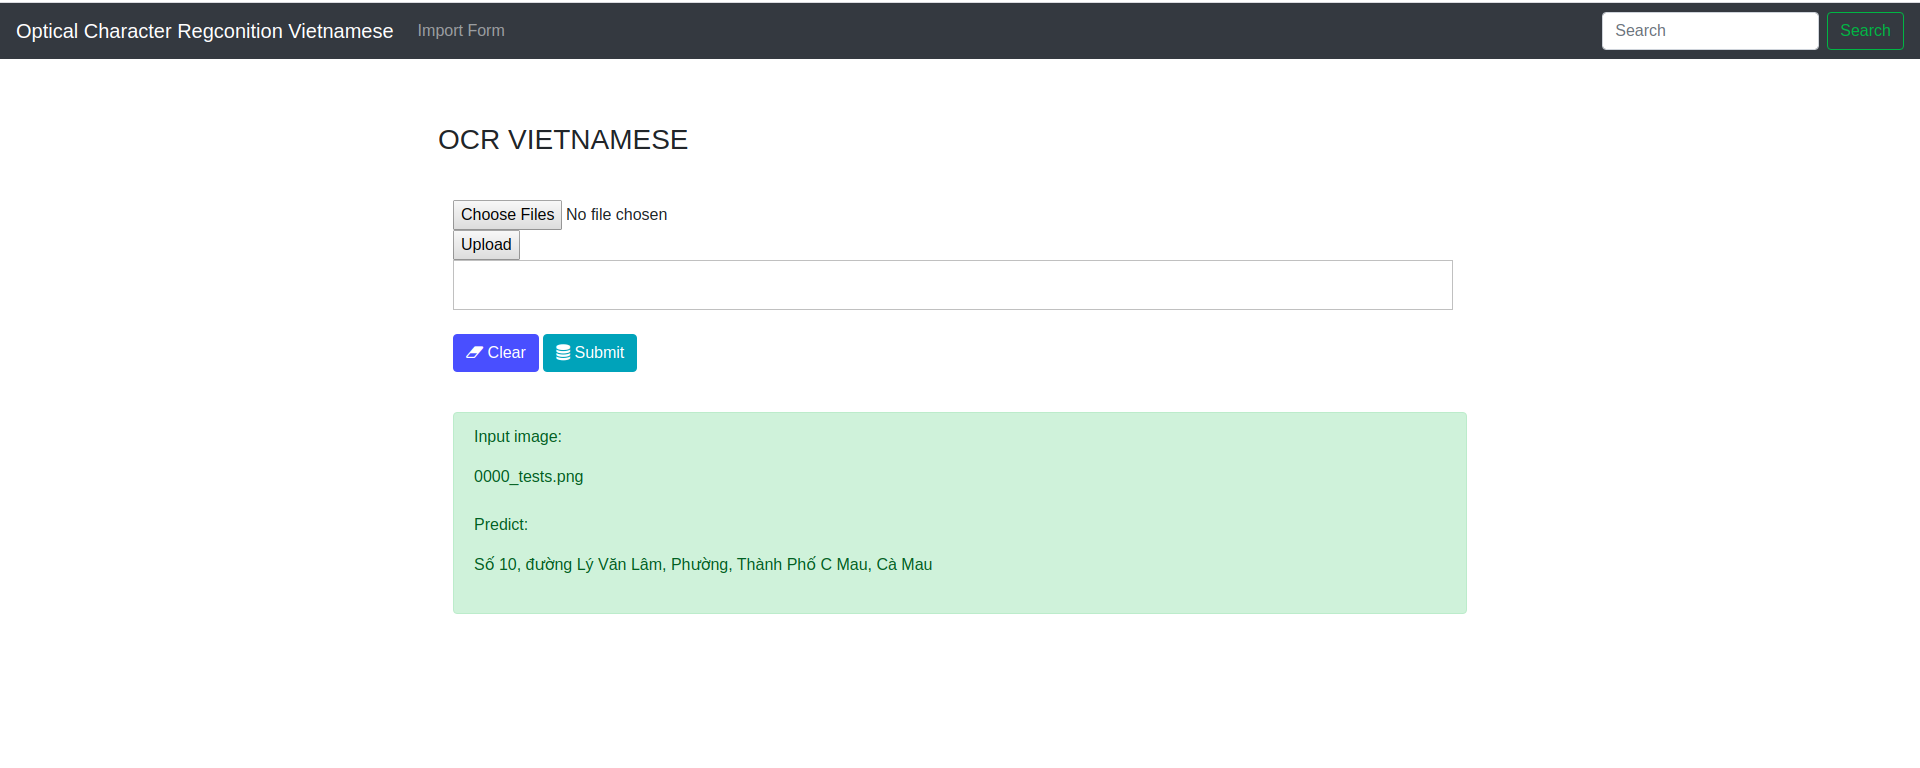 Optical Character Regconition Vietnamese Import Form Search Search
OCR VIETNAMESE
Choose Files No file chosen
Upload
Clear Submit
Input image:
0000_tests.png
Predict:
Số 10, đường Lý Văn Lâm, Phường, Thành Phố C Mau, Cà Mau